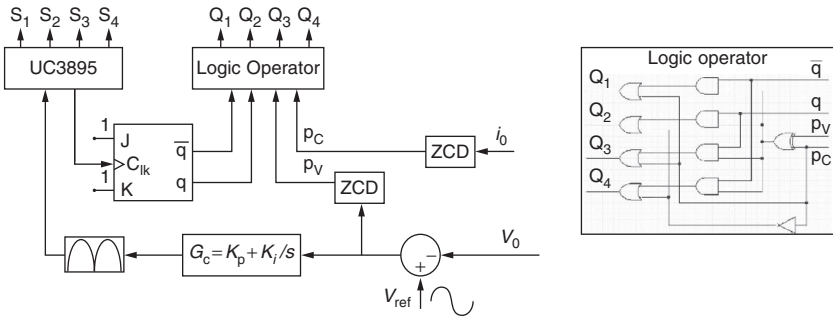 S1 S2 S3 S4
Q1 Q2 Q3 Q4
UC3895
Logic Operator
1
J
Clk
1
K
q̅
q
pC
pV
ZCD
i0
ZCD
Gc = Kp + Ki/s
V0
−
+
Vref
Logic operator
q̅
Q1
q
Q2
pV
Q3
pC
Q4